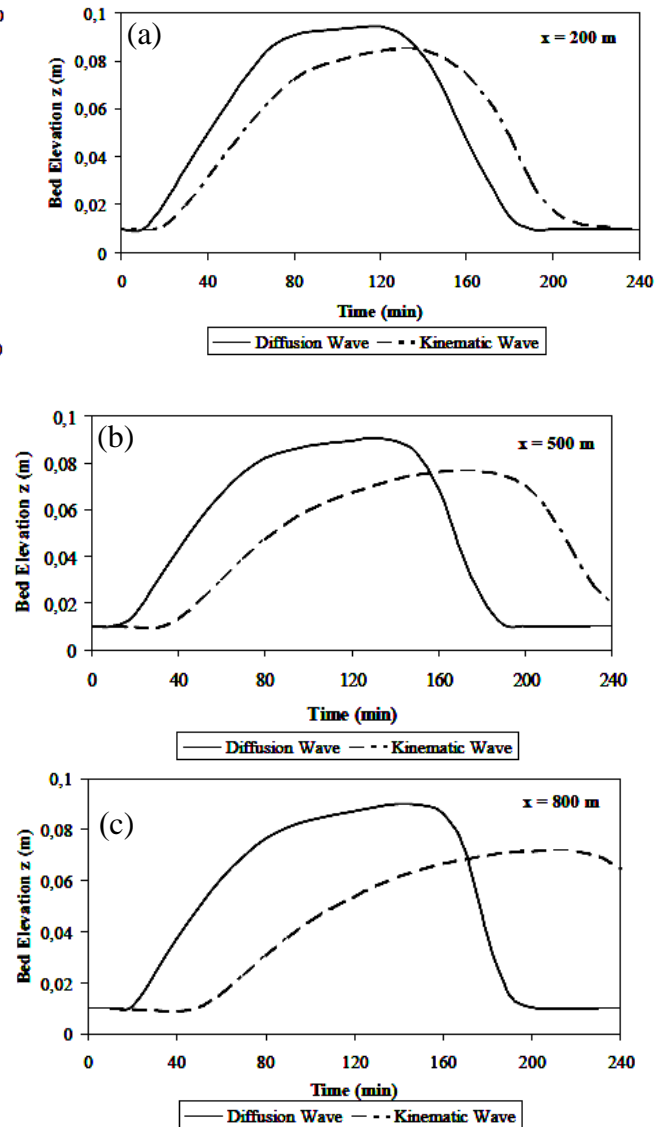 (a)
x = 200 m
Bed Elevation z (m)
0,1
0,08
0,06
0,04
0,02
0
0 40 80 120 160 200 240
Time (min)
Diffusion Wave Kinematic Wave
(b)
x = 500 m
Bed Elevation z (m)
0,1
0,08
0,06
0,04
0,02
0
0 40 80 120 160 200 240
Time (min)
Diffusion Wave Kinematic Wave
(c)
x = 800 m
Bed Elevation z (m)
0,1
0,08
0,06
0,04
0,02
0
0 40 80 120 160 200 240
Time (min)
Diffusion Wave Kinematic Wave